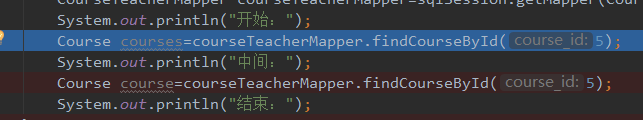 CourseTeacherMapper courseTeacherMapper=sqlSession.getMapper(Cour
System.out.println("开始：");
Course courses=courseTeacherMapper.findCourseById( course_id: 5);
System.out.println("中间：");
Course course=courseTeacherMapper.findCourseById( course_id: 5);
System.out.println("结束：");